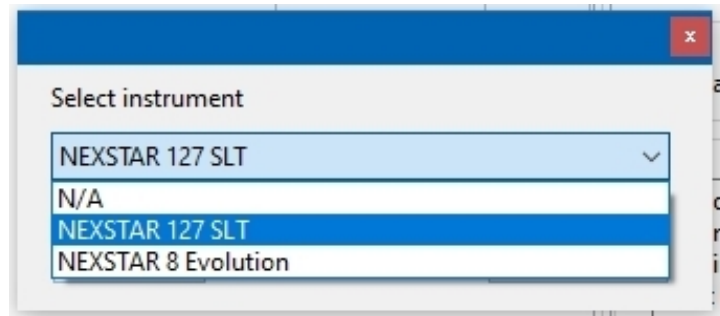 Select instrument
NEXSTAR 127 SLT
N/A
NEXSTAR 127 SLT
NEXSTAR 8 Evolution